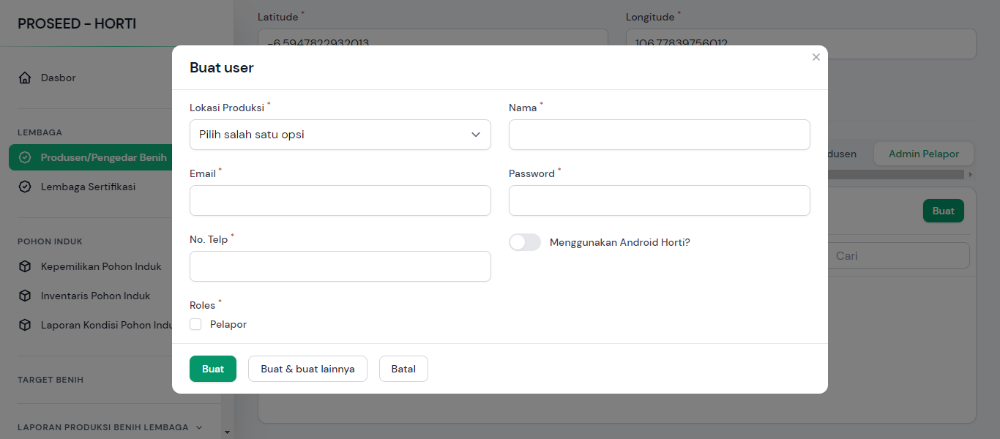 PROSEED - HORTI
Dasbor
LEMBAGA
Produsen/Pengedar Benih
Lembaga Sertifikasi
POHON INDUK
Kepemilikan Pohon Induk
Inventaris Pohon Induk
Laporan Kondisi Pohon
TARGET BENIH
LAPORAN PRODUKSI BENIH LEMBAGA
Latitude *
Longitude *
-6.5947822932013
106.77839756012
Admin Pelapor
Buat
Cari
Buat user
Lokasi Produksi *
Nama *
Pilih salah satu opsi
Email *
Password *
No. Telp *
Menggunakan Android Horti?
Roles *
Pelapor
Buat
Buat & buat lainnya
Batal